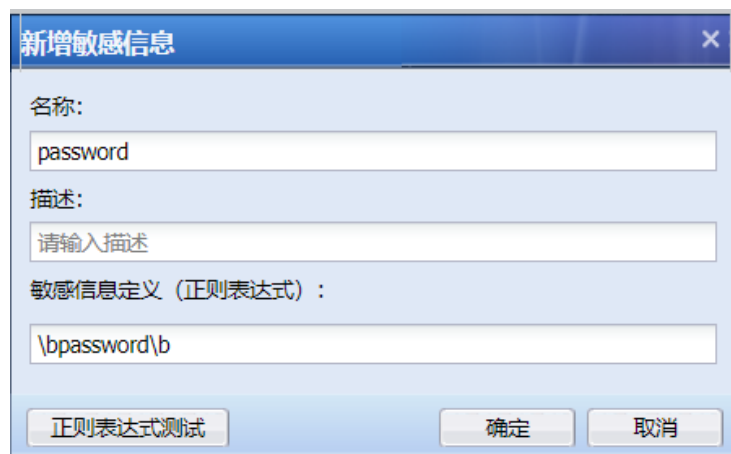 新增敏感信息
名称:
password
描述:
请输入描述
敏感信息定义（正则表达式）:
\bpassword\b
正则表达式测试 确定 取消